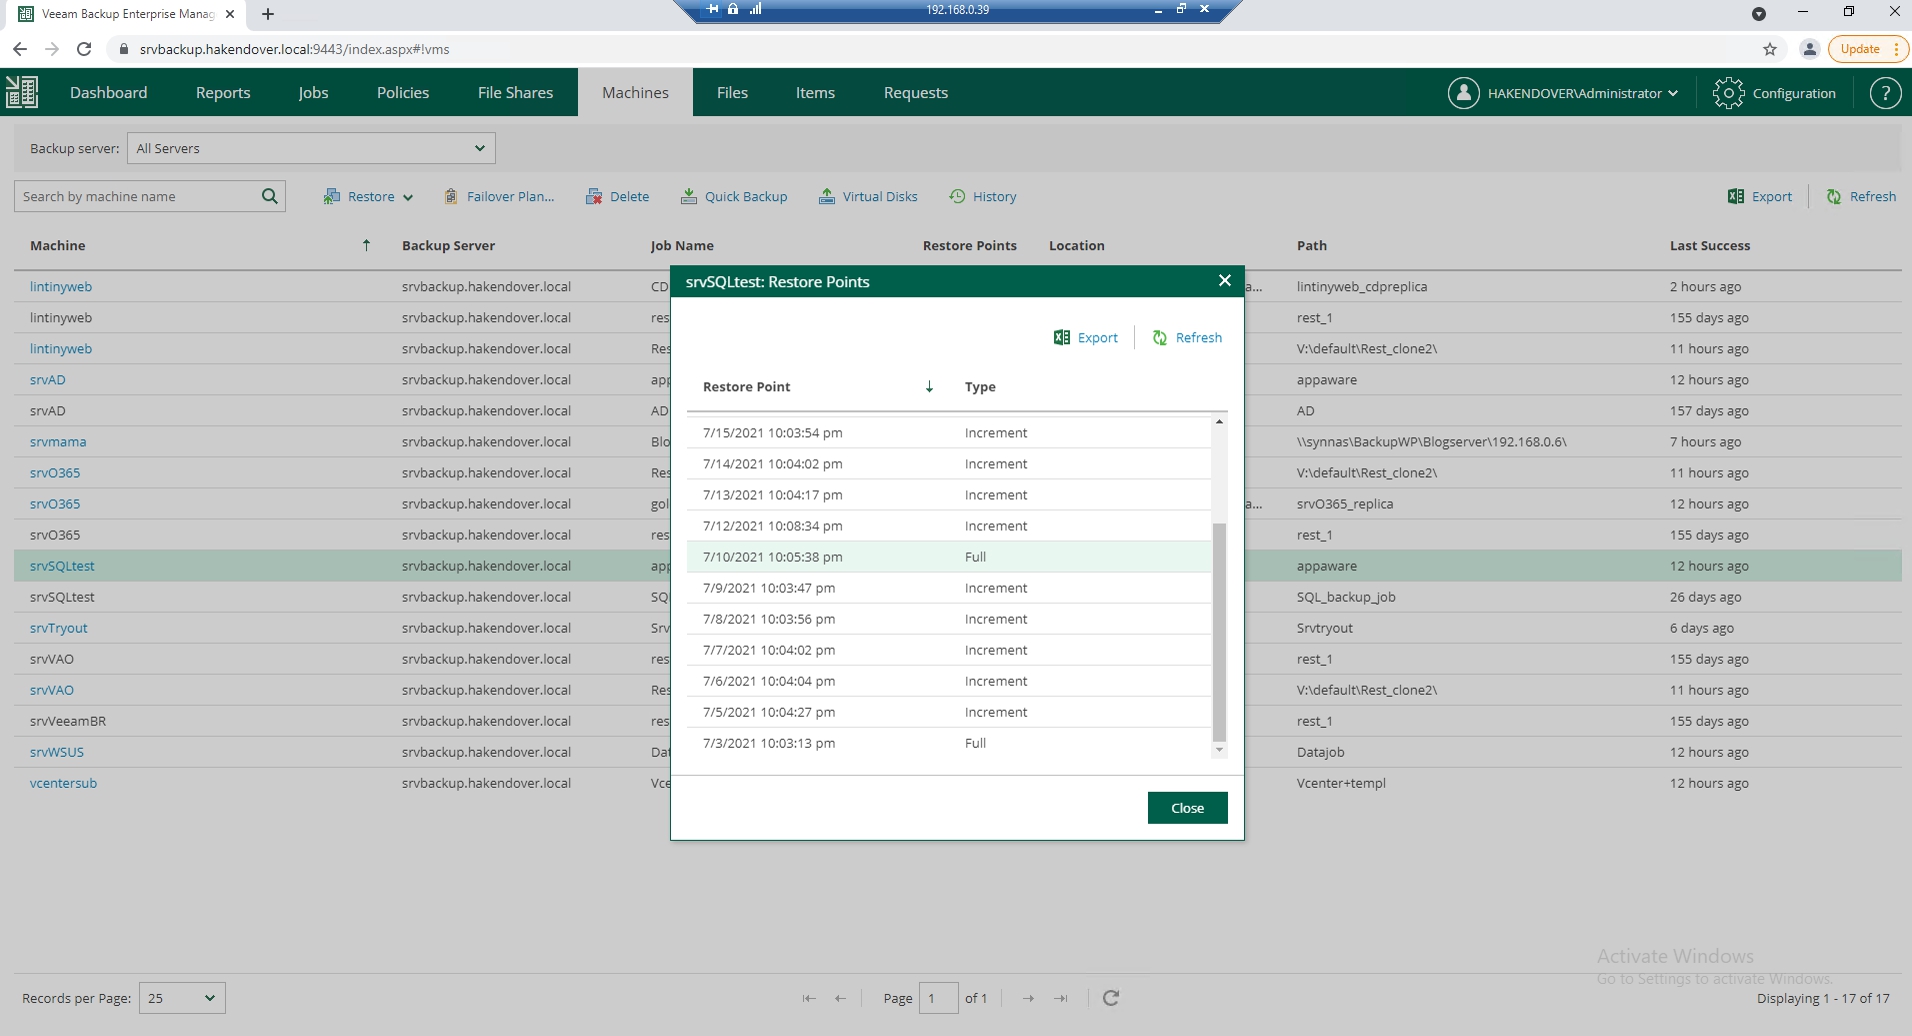 Veeam Backup Enterprise Manag
192.168.0.39
srvbackup.hakendover.local:9443/index.aspx#!vms
Update
Dashboard Reports Jobs Policies File Shares Machines Files Items Requests HAKENDOVER\Administrator Configuration ?
Backup server: All Servers
Search by machine name Restore Failover Plan... Delete Quick Backup Virtual Disks History Export Refresh
Machine Backup Server Job Name Restore Points Location Path Last Success
lintinyweb srvbackup.hakendover.local CD a... lintinyweb_cdpreplica 2 hours ago
lintinyweb srvbackup.hakendover.local res rest_1 155 days ago
lintinyweb srvbackup.hakendover.local Res V:\default\Rest_clone2\ 11 hours ago
srvAD srvbackup.hakendover.local app appaware 12 hours ago
srvAD srvbackup.hakendover.local AD AD 157 days ago
srvmama srvbackup.hakendover.local Blo \\synnas\BackupWP\Blogserver\192.168.0.6\ 7 hours ago
srvO365 srvbackup.hakendover.local Res V:\default\Rest_clone2\ 11 hours ago
srvO365 srvbackup.hakendover.local gol a... srvO365_replica 12 hours ago
srvO365 srvbackup.hakendover.local res rest_1 155 days ago
srvSQLtest srvbackup.hakendover.local app appaware 12 hours ago
srvSQLtest srvbackup.hakendover.local SQ SQL_backup_job 26 days ago
srvTryout srvbackup.hakendover.local Srv Srvtryout 6 days ago
srvVAO srvbackup.hakendover.local res rest_1 155 days ago
srvVAO srvbackup.hakendover.local Res V:\default\Rest_clone2\ 11 hours ago
srvVeeamBR srvbackup.hakendover.local res rest_1 155 days ago
srvWSUS srvbackup.hakendover.local Dat Datajob 12 hours ago
vcentersub srvbackup.hakendover.local Vce Vcenter+templ 12 hours ago
srvSQLtest: Restore Points
Export Refresh
Restore Point Type
7/15/2021 10:03:54 pm Increment
7/14/2021 10:04:02 pm Increment
7/13/2021 10:04:17 pm Increment
7/12/2021 10:08:34 pm Increment
7/10/2021 10:05:38 pm Full
7/9/2021 10:03:47 pm Increment
7/8/2021 10:03:56 pm Increment
7/7/2021 10:04:02 pm Increment
7/6/2021 10:04:04 pm Increment
7/5/2021 10:04:27 pm Increment
7/3/2021 10:03:13 pm Full
Close
Activate Windows
Go to Settings to activate Windows.
Records per Page: 25 Page 1 of 1 Displaying 1 - 17 of 17